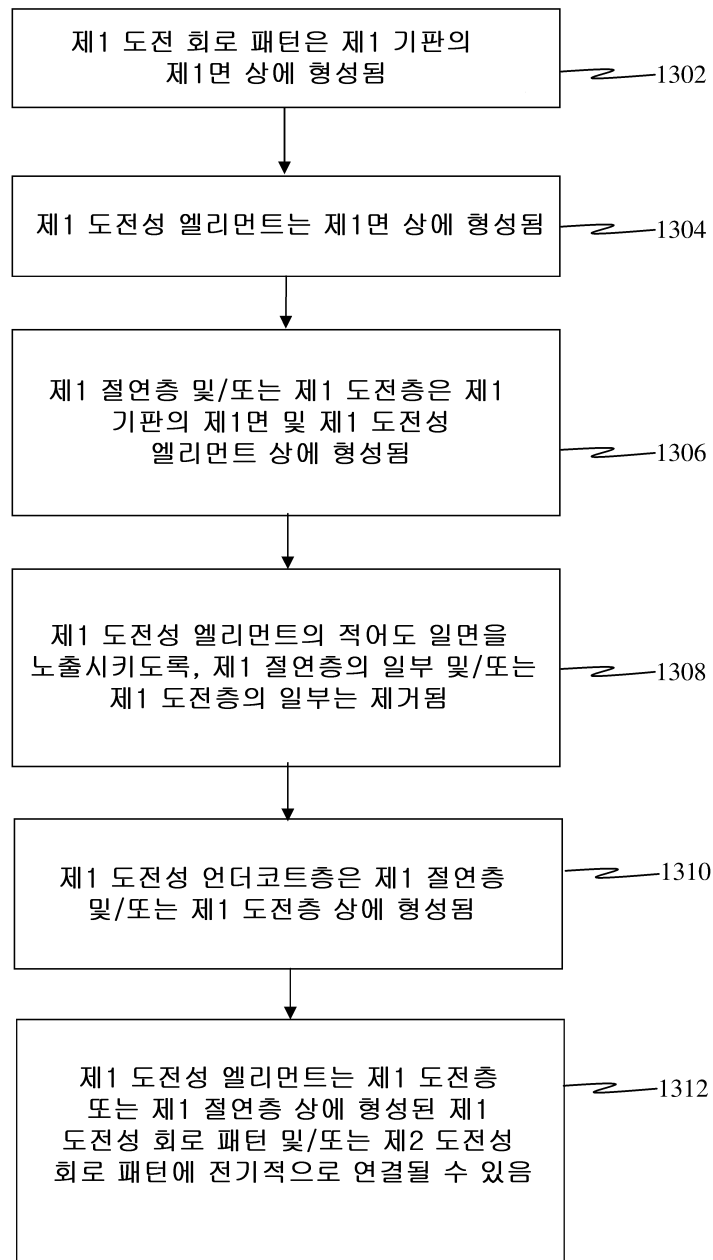 제1 도전 회로 패턴은 제1 기판의
제1면 상에 형성됨
1302
제1 도전성 엘리먼트는 제1면 상에 형성됨
1304
제1 절연층 및/또는 제1 도전층은 제1
기판의 제1면 및 제1 도전성
엘리먼트 상에 형성됨
1306
제1 도전성 엘리먼트의 적어도 일면을
노출시키도록, 제1 절연층의 일부 및/또는
제1 도전층의 일부는 제거됨
1308
제1 도전성 언더코트층은 제1 절연층
및/또는 제1 도전층 상에 형성됨
1310
제1 도전성 엘리먼트는 제1 도전층
또는 제1 절연층 상에 형성된 제1
도전성 회로 패턴 및/또는 제2 도전성
회로 패턴에 전기적으로 연결될 수 있음
1312